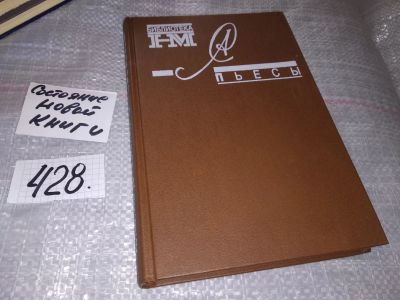 БИБЛИОТЕКА
НМ
А
ПЬЕСЫ
Состояние
новой
книги
428.